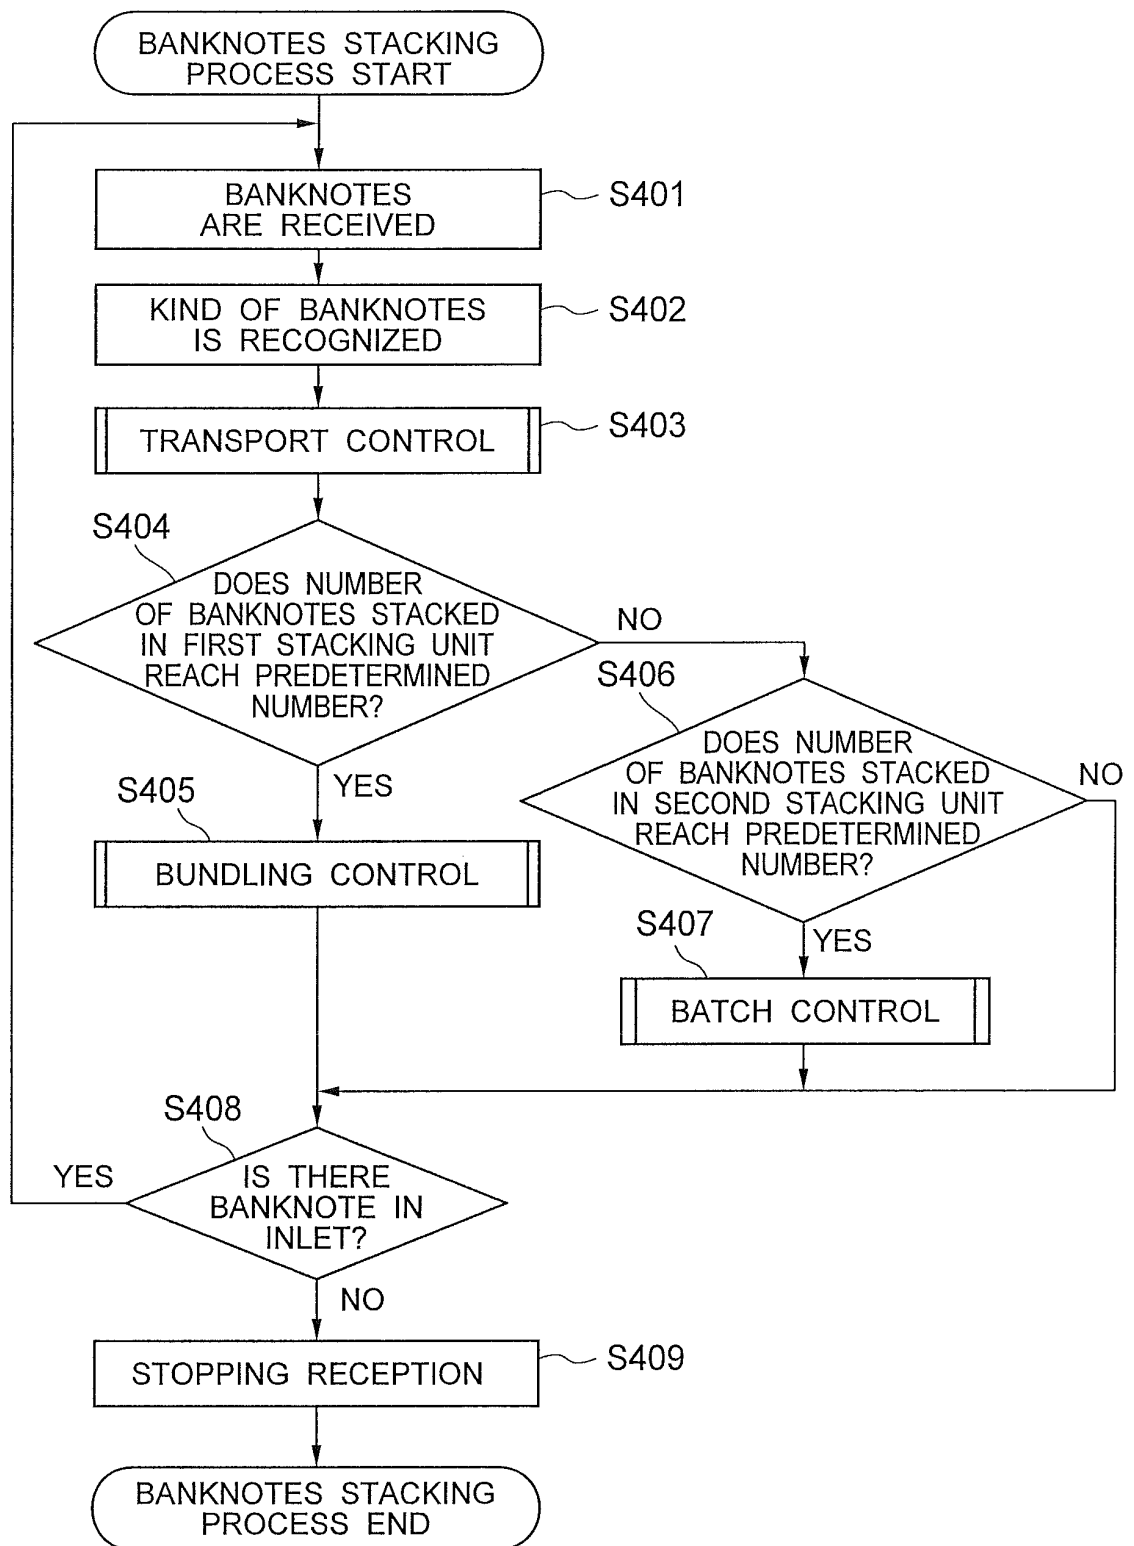 BANKNOTES STACKING
PROCESS START
BANKNOTES
ARE RECEIVED
S401
KIND OF BANKNOTES
IS RECOGNIZED
S402
TRANSPORT CONTROL
S403
S404
DOES NUMBER
OF BANKNOTES STACKED
IN FIRST STACKING UNIT
REACH PREDETERMINED
NUMBER?
NO
YES
S406
DOES NUMBER
OF BANKNOTES STACKED
IN SECOND STACKING UNIT
REACH PREDETERMINED
NUMBER?
NO
YES
S405
BUNDLING CONTROL
S407
BATCH CONTROL
S408
IS THERE
BANKNOTE IN
INLET?
YES
NO
STOPPING RECEPTION
S409
BANKNOTES STACKING
PROCESS END